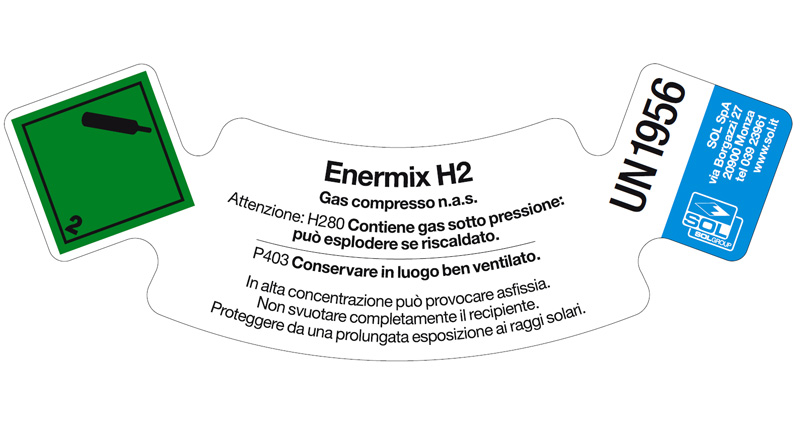 2
Enermix H2
Gas compresso n.a.s.
Attenzione: H280 Contiene gas sotto pressione:
può esplodere se riscaldato.
P403 Conservare in luogo ben ventilato.
In alta concentrazione può provocare asfissia.
Non svuotare completamente il recipiente.
Proteggere da una prolungata esposizione ai raggi solari.
UN 1956
SOL SpA
via Borgazzi 27
20900 Monza
tel 039 23961
www.sol.it
SOL
SOLGROUP